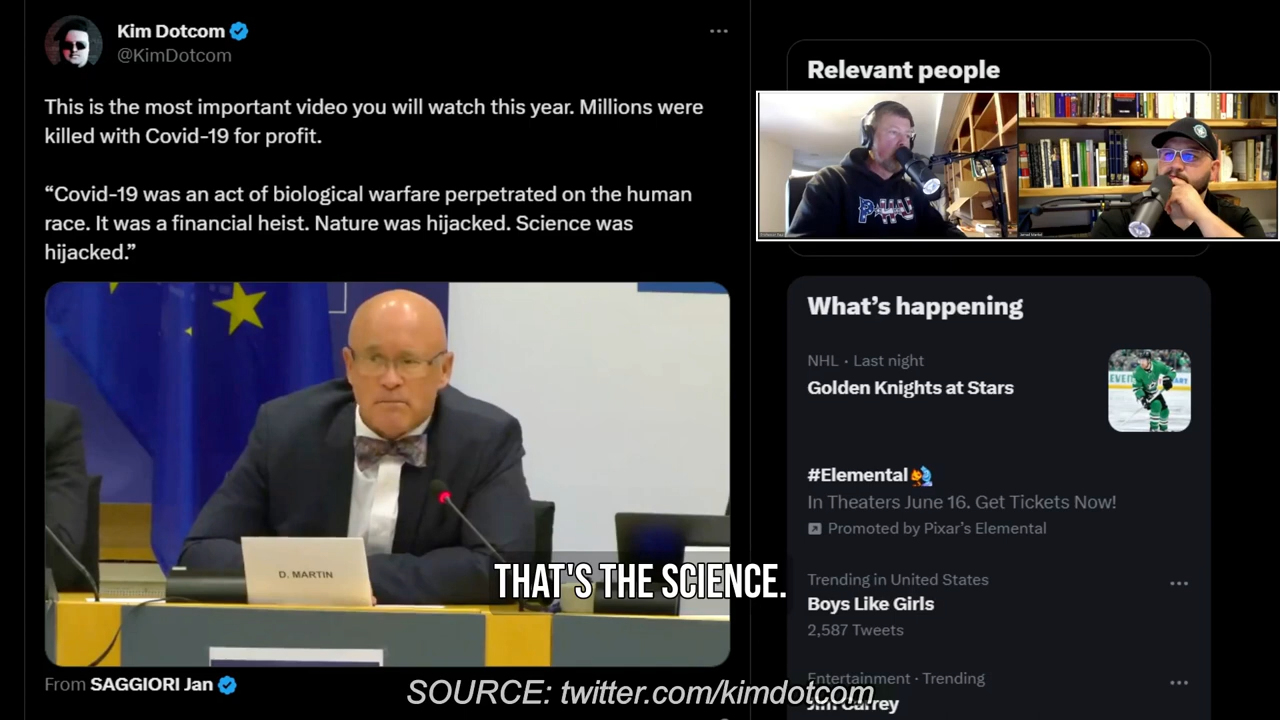 Kim Dotcom
@KimDotcom
This is the most important video you will watch this year. Millions were
killed with Covid-19 for profit.
“Covid-19 was an act of biological warfare perpetrated on the human
race. It was a financial heist. Nature was hijacked. Science was
hijacked.”
D. MARTIN
THAT'S THE SCIENCE.
From SAGGIORI Jan
SOURCE: twitter.com/kimdotcom
Relevant people
What’s happening
NHL · Last night
Golden Knights at Stars
#Elemental
In Theaters June 16. Get Tickets Now!
Promoted by Pixar’s Elemental
Trending in United States
Boys Like Girls
2,587 Tweets
Entertainment · Trending
Jim Carrey